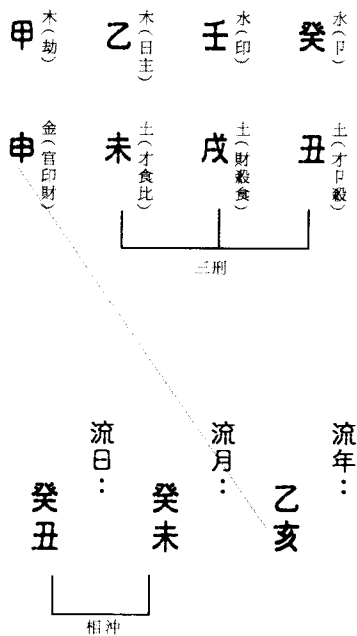 水（卩）
癸
土（才卩殺）
丑
水（印）
壬
土（財殺食）
戌
木（日主）
乙
土（才食比）
未
木（劫）
甲
金（官印財）
申
三刑
流年：
乙亥
流月：
癸未
流日：
癸丑
相沖